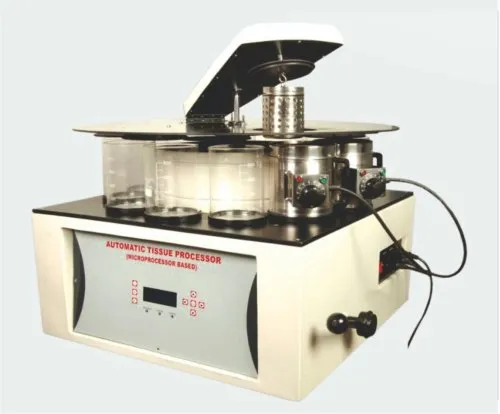 AUTOMATIC TISSUE PROCESSOR
(MICROPROCESSOR BASED)